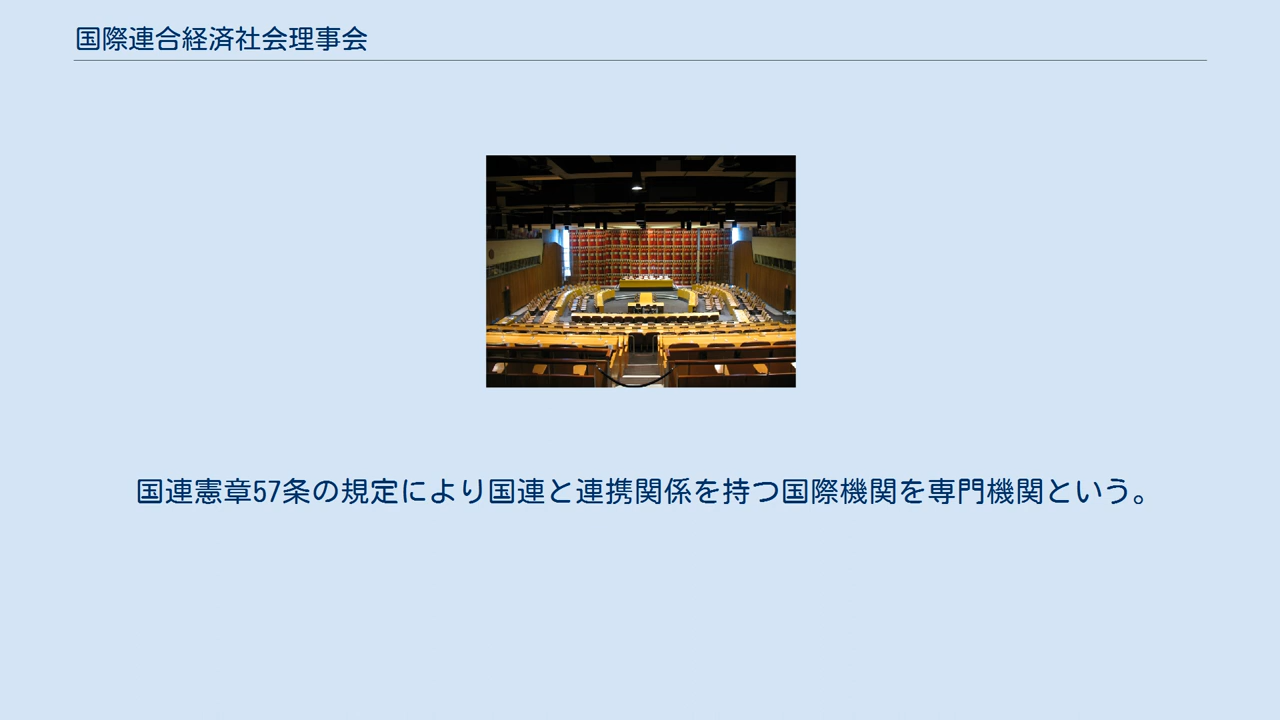 国際連合経済社会理事会
国連憲章57条の規定により国連と連携関係を持つ国際機関を専門機関という。